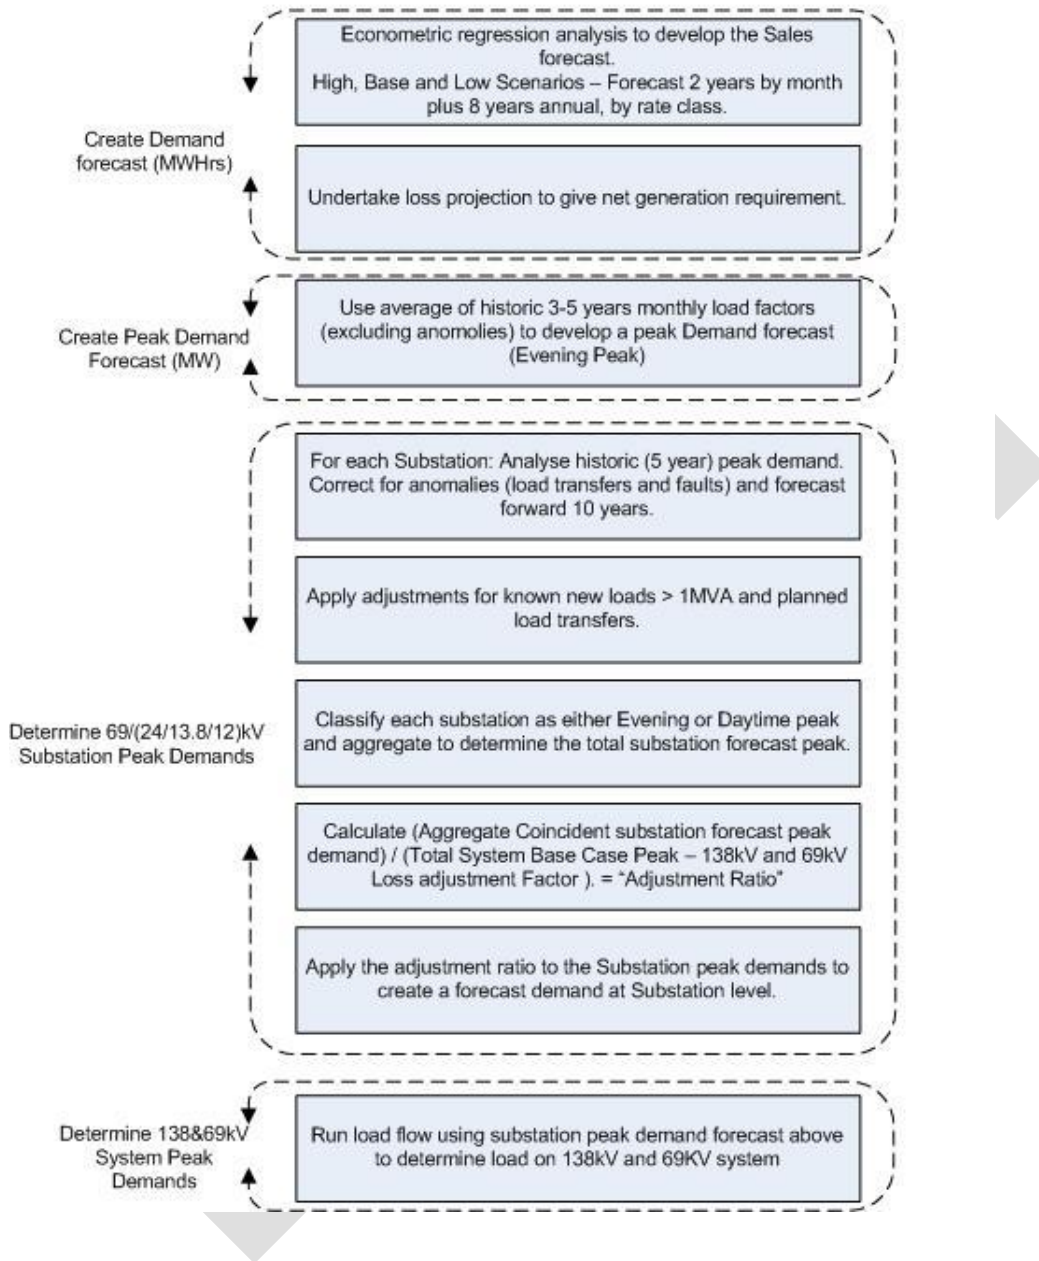 Econometric regression analysis to develop the Sales
forecast.
High, Base and Low Scenarios – Forecast 2 years by month
plus 8 years annual, by rate class.
Create Demand
forecast (MWHrs)
Undertake loss projection to give net generation requirement.
Use average of historic 3-5 years monthly load factors
(excluding anomolies) to develop a peak Demand forecast
(Evening Peak)
Create Peak Demand
Forecast (MW)
For each Substation: Analyse historic (5 year) peak demand.
Correct for anomalies (load transfers and faults) and forecast
forward 10 years.
Apply adjustments for known new loads > 1MVA and planned
load transfers.
Determine 69/(24/13.8/12)kV
Substation Peak Demands
Classify each substation as either Evening or Daytime peak
and aggregate to determine the total substation forecast peak.
Calculate (Aggregate Coincident substation forecast peak
demand) / (Total System Base Case Peak – 138kV and 69kV
Loss adjustment Factor ). = “Adjustment Ratio”
Apply the adjustment ratio to the Substation peak demands to
create a forecast demand at Substation level.
Determine 138&69kV
System Peak
Demands
Run load flow using substation peak demand forecast above
to determine load on 138kV and 69KV system